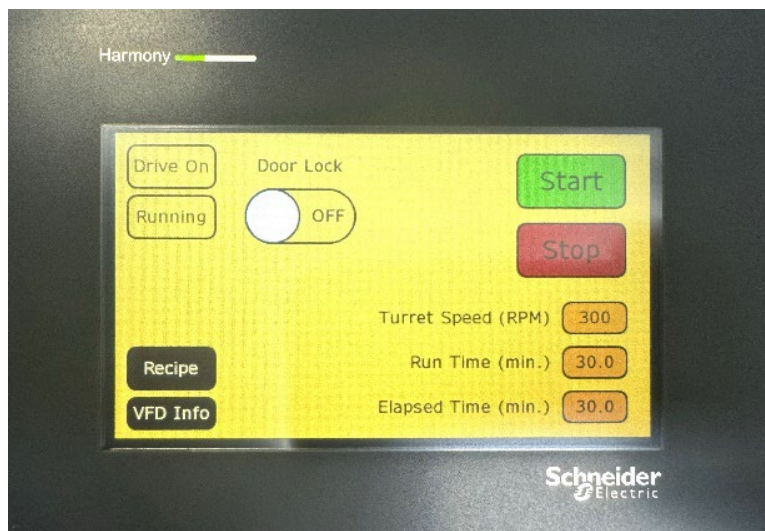 Harmony
Drive On
Door Lock
Start
Running
OFF
Stop
Turret Speed (RPM) 300
Recipe
Run Time (min.) 30.0
VFD Info
Elapsed Time (min.) 30.0
Schneider
Electric